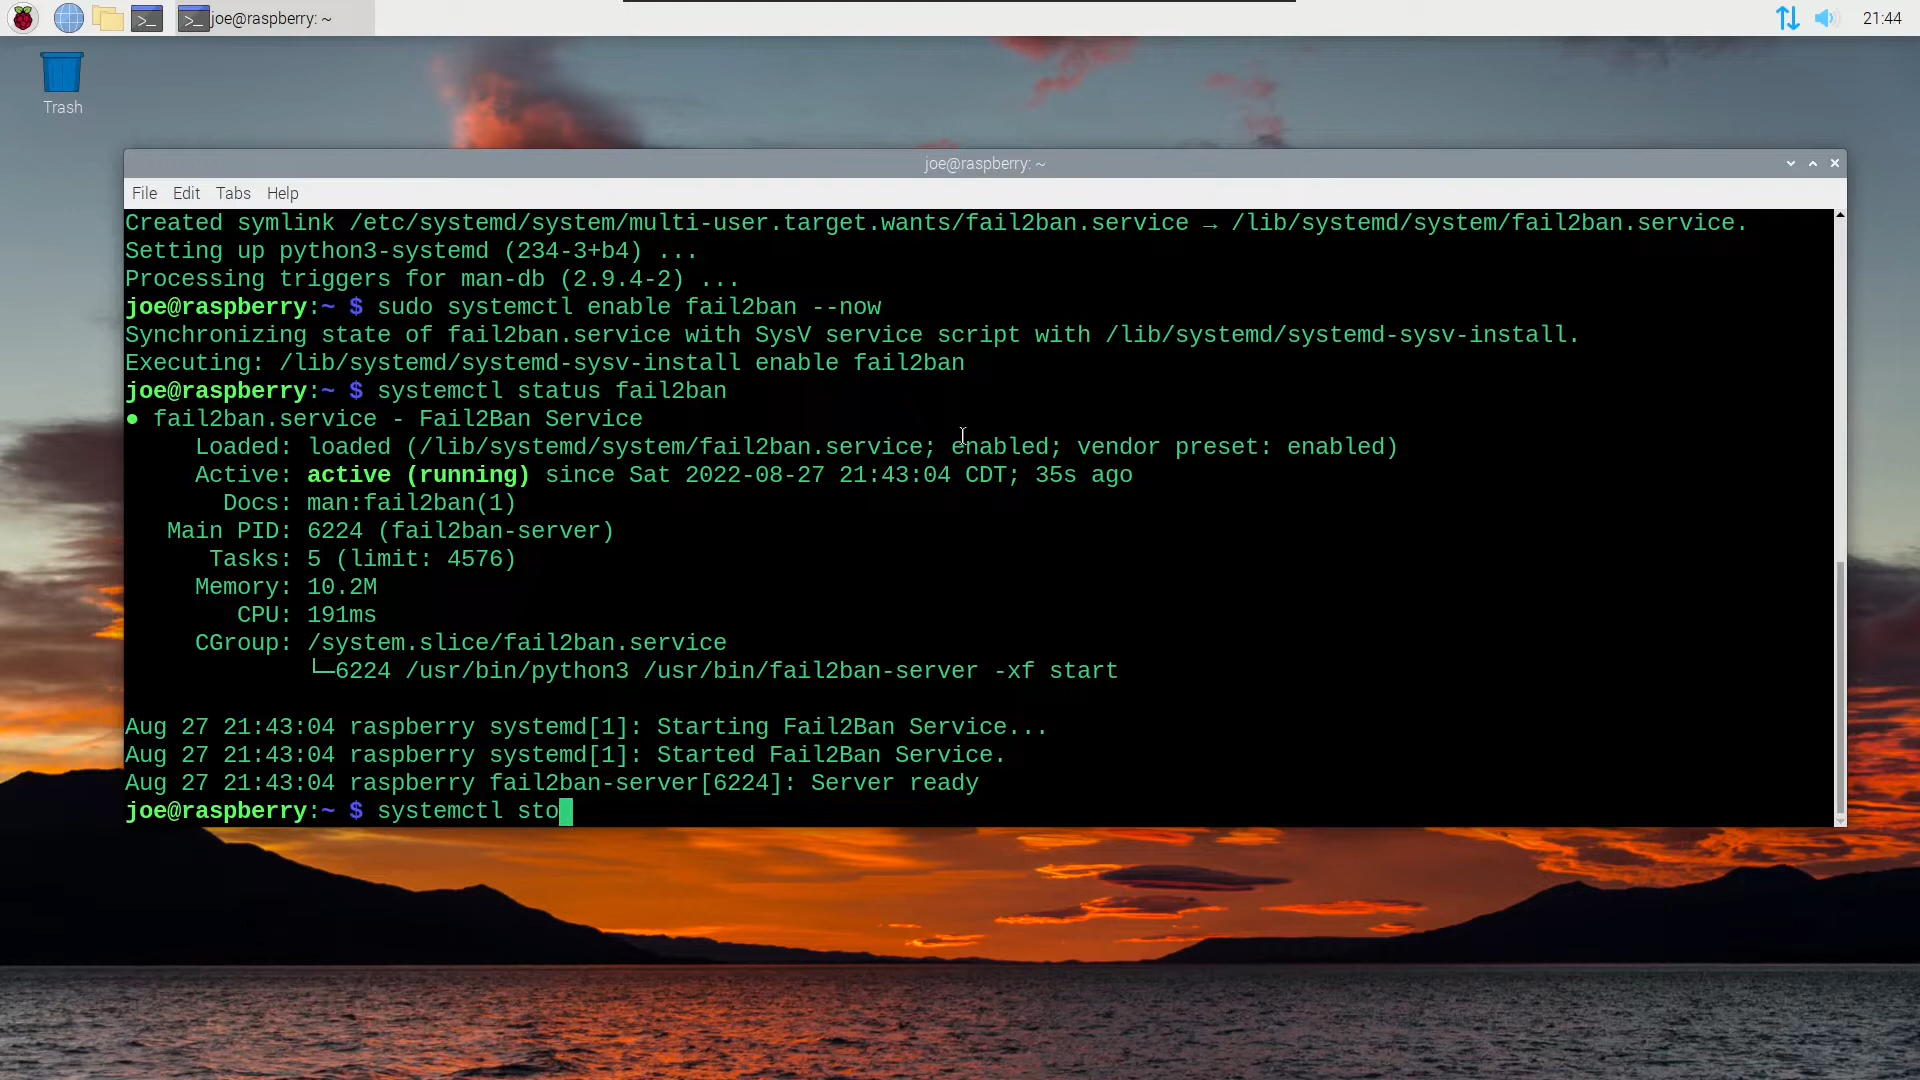 joe@raspberry: ~
21:44
Trash
joe@raspberry: ~
File Edit Tabs Help
Created symlink /etc/systemd/system/multi-user.target.wants/fail2ban.service → /lib/systemd/system/fail2ban.service.
Setting up python3-systemd (234-3+b4) ...
Processing triggers for man-db (2.9.4-2) ...
joe@raspberry:~ $ sudo systemctl enable fail2ban --now
Synchronizing state of fail2ban.service with SysV service script with /lib/systemd/systemd-sysv-install.
Executing: /lib/systemd/systemd-sysv-install enable fail2ban
joe@raspberry:~ $ systemctl status fail2ban
● fail2ban.service - Fail2Ban Service
Loaded: loaded (/lib/systemd/system/fail2ban.service; enabled; vendor preset: enabled)
Active: active (running) since Sat 2022-08-27 21:43:04 CDT; 35s ago
Docs: man:fail2ban(1)
Main PID: 6224 (fail2ban-server)
Tasks: 5 (limit: 4576)
Memory: 10.2M
CPU: 191ms
CGroup: /system.slice/fail2ban.service
└─6224 /usr/bin/python3 /usr/bin/fail2ban-server -xf start
Aug 27 21:43:04 raspberry systemd[1]: Starting Fail2Ban Service...
Aug 27 21:43:04 raspberry systemd[1]: Started Fail2Ban Service.
Aug 27 21:43:04 raspberry fail2ban-server[6224]: Server ready
joe@raspberry:~ $ systemctl sto